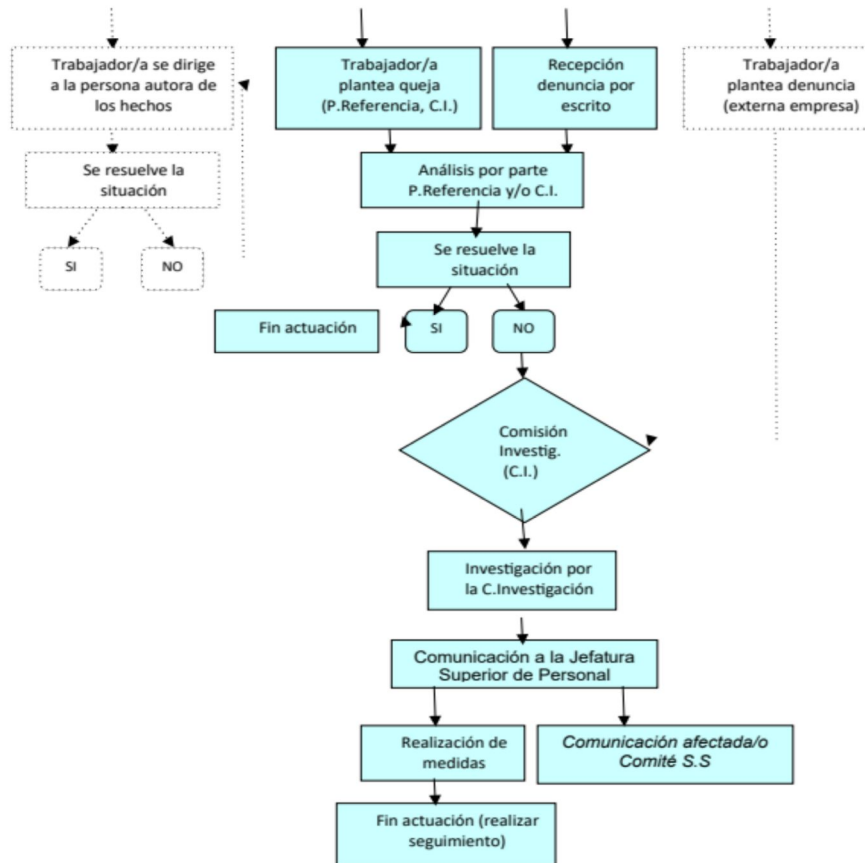 Trabajador/a se dirige
a la persona autora de
los hechos
Trabajador/a
plantea queja
(P.Referencia, C.I.)
Recepción
denuncia por
escrito
Trabajador/a
plantea denuncia
(externa empresa)
Se resuelve la
situación
Análisis por parte
P.Referencia y/o C.I.
SI
NO
Se resuelve la
situación
Fin actuación
SI
NO
Comisión
Investig.
(C.I.)
Investigación por
la C.Investigación
Comunicación a la Jefatura
Superior de Personal
Realización de
medidas
Comunicación afectada/o
Comité S.S
Fin actuación (realizar
seguimiento)